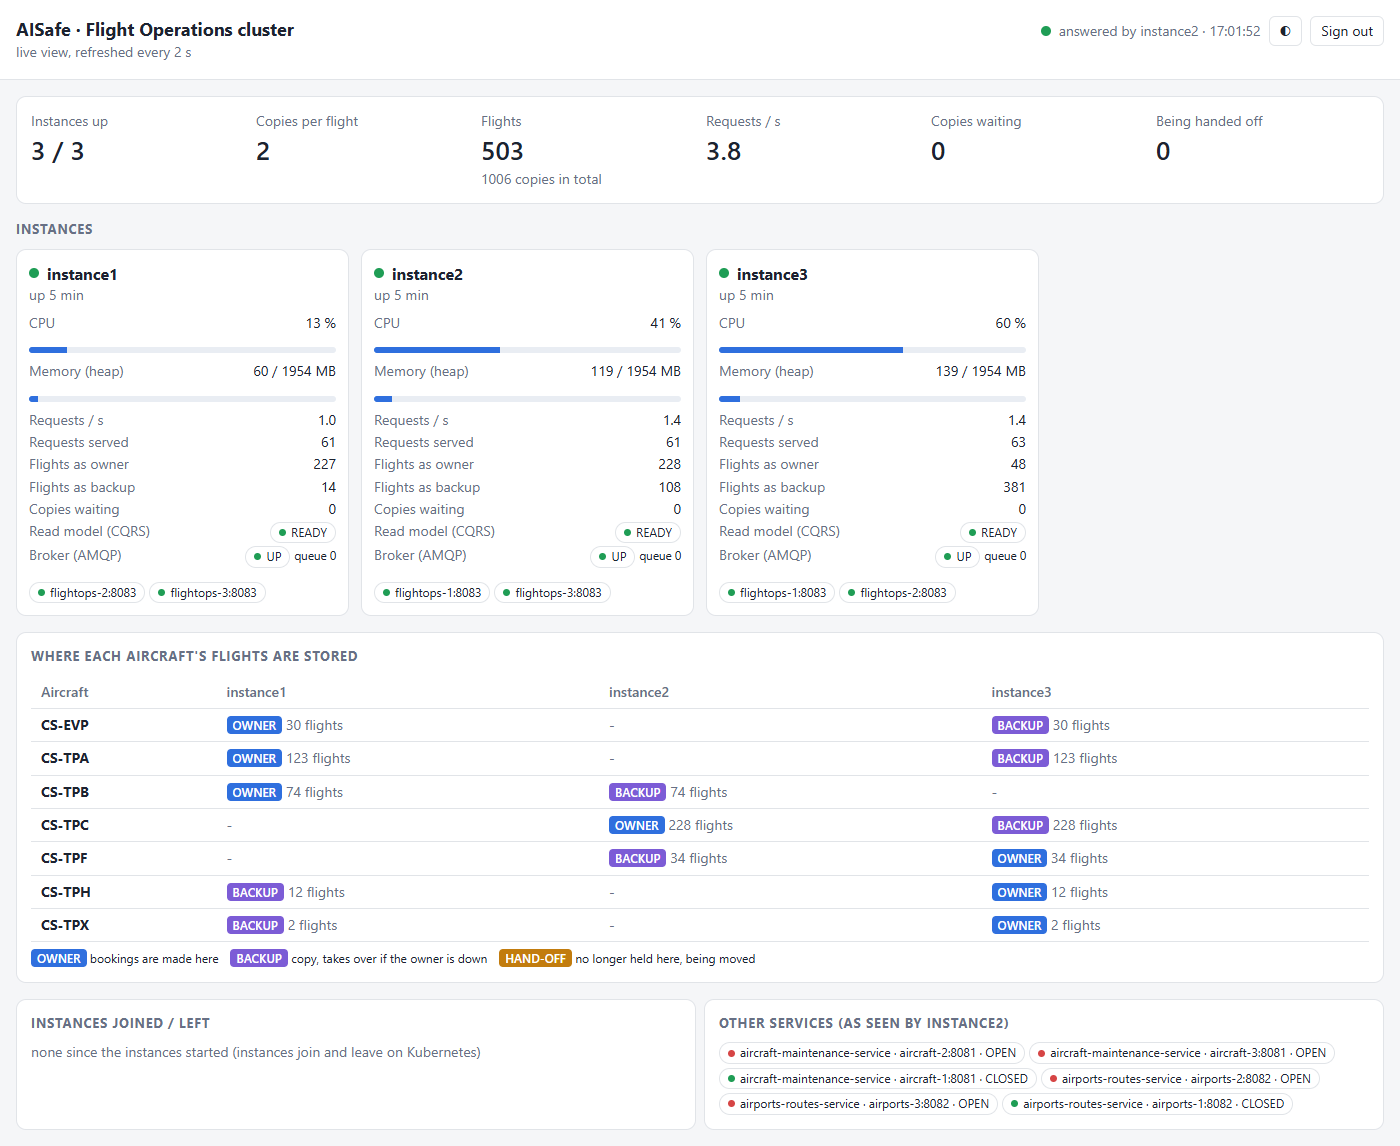 AISafe · Flight Operations cluster
live view, refreshed every 2 s
answered by instance2 · 17:01:52
Sign out
Instances up
3 / 3
Copies per flight
2
Flights
503
1006 copies in total
Requests / s
3.8
Copies waiting
0
Being handed off
0
INSTANCES
instance1
up 5 min
CPU 13 %
Memory (heap) 60 / 1954 MB
Requests / s 1.0
Requests served 61
Flights as owner 227
Flights as backup 14
Copies waiting 0
Read model (CQRS) READY
Broker (AMQP) UP queue 0
flightops-2:8083 flightops-3:8083
instance2
up 5 min
CPU 41 %
Memory (heap) 119 / 1954 MB
Requests / s 1.4
Requests served 61
Flights as owner 228
Flights as backup 108
Copies waiting 0
Read model (CQRS) READY
Broker (AMQP) UP queue 0
flightops-1:8083 flightops-3:8083
instance3
up 5 min
CPU 60 %
Memory (heap) 139 / 1954 MB
Requests / s 1.4
Requests served 63
Flights as owner 48
Flights as backup 381
Copies waiting 0
Read model (CQRS) READY
Broker (AMQP) UP queue 0
flightops-1:8083 flightops-2:8083
WHERE EACH AIRCRAFT'S FLIGHTS ARE STORED
Aircraft instance1 instance2 instance3
CS-EVP OWNER 30 flights - BACKUP 30 flights
CS-TPA OWNER 123 flights - BACKUP 123 flights
CS-TPB OWNER 74 flights BACKUP 74 flights -
CS-TPC - OWNER 228 flights BACKUP 228 flights
CS-TPF - BACKUP 34 flights OWNER 34 flights
CS-TPH BACKUP 12 flights - OWNER 12 flights
CS-TPX BACKUP 2 flights - OWNER 2 flights
OWNER bookings are made here BACKUP copy, takes over if the owner is down HAND-OFF no longer held here, being moved
INSTANCES JOINED / LEFT
none since the instances started (instances join and leave on Kubernetes)
OTHER SERVICES (AS SEEN BY INSTANCE2)
aircraft-maintenance-service · aircraft-2:8081 · OPEN aircraft-maintenance-service · aircraft-3:8081 · OPEN
aircraft-maintenance-service · aircraft-1:8081 · CLOSED airports-routes-service · airports-2:8082 · OPEN
airports-routes-service · airports-3:8082 · OPEN airports-routes-service · airports-1:8082 · CLOSED